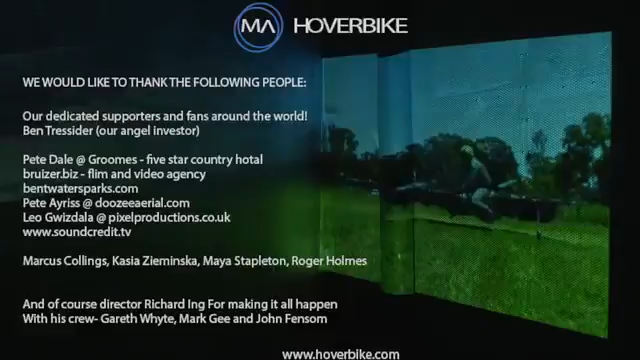 MA HOVERBIKE
WE WOULD LIKE TO THANK THE FOLLOWING PEOPLE:
Our dedicated supporters and fans around the world!
Ben Tressider (our angel investor)
Pete Dale @ Groomes - five star country hotal
bruizer.biz - flim and video agency
bentwatersparks.com
Pete Ayriss @ doozeeaerial.com
Leo Gwizdala @ pixelproductions.co.uk
www.soundcredit.tv
Marcus Collings, Kasia Zieminska, Maya Stapleton, Roger Holmes
And of course director Richard Ing For making it all happen
With his crew- Gareth Whyte, Mark Gee and John Fensom
www.hoverbike.com